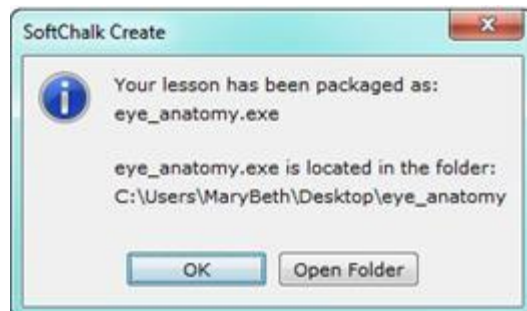 SoftChalk Create
Your lesson has been packaged as:
eye_anatomy.exe
eye_anatomy.exe is located in the folder:
C:\Users\MaryBeth\Desktop\eye_anatomy
OK
Open Folder